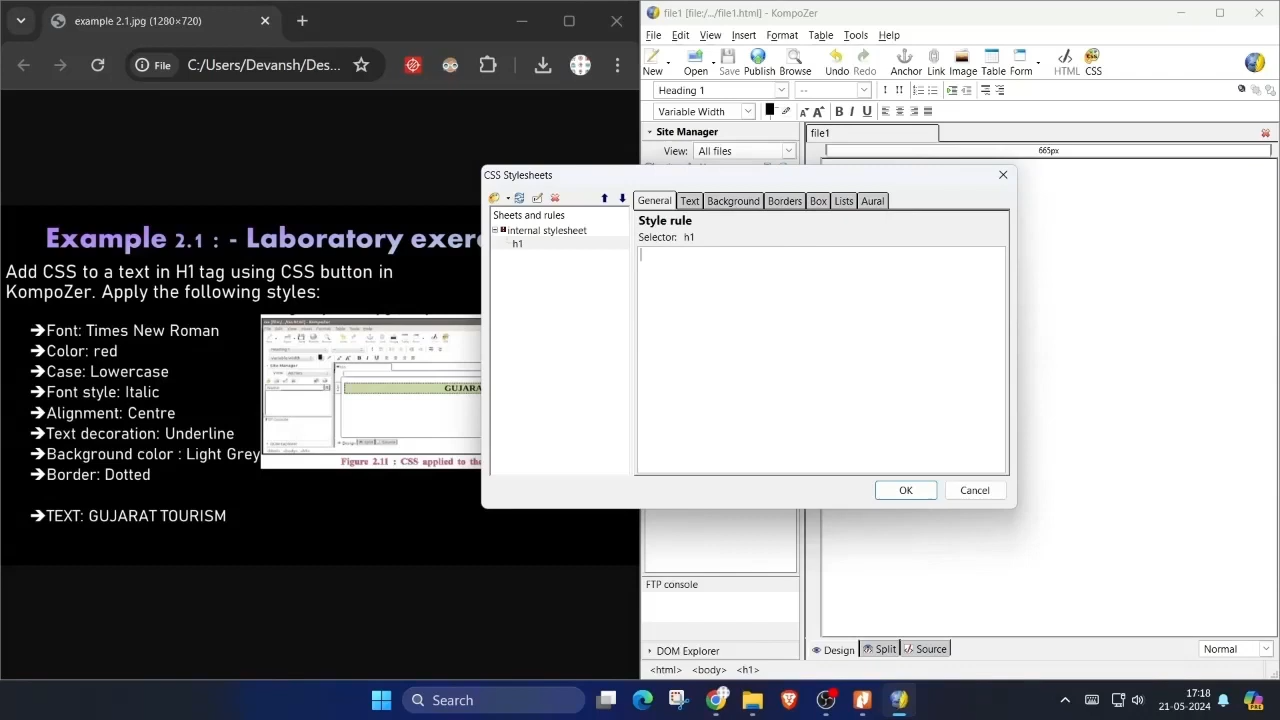 example 2.1.jpg (1280×720)
File
C:/Users/Devansh/Des...
Example 2.1 : - Laboratory exer
Add CSS to a text in H1 tag using CSS button in
KompoZer. Apply the following styles:
➔Font: Times New Roman
➔Color: red
➔Case: Lowercase
➔Font style: Italic
➔Alignment: Centre
➔Text decoration: Underline
➔Background color : Light Grey
➔Border: Dotted
➔TEXT: GUJARAT TOURISM
GUJARA
Figure 2.11 : CSS applied to the
file1 [file:/.../file1.html] - KompoZer
File Edit View Insert Format Table Tools Help
New Open Save Publish Browse Undo Redo Anchor Link Image Table Form HTML CSS
Heading 1
--
Variable Width
B I U
Site Manager
View: All files
file1
665px
CSS Stylesheets
Sheets and rules
internal stylesheet
h1
General Text Background Borders Box Lists Aural
Style rule
Selector: h1
OK Cancel
FTP console
DOM Explorer
Design Split Source
Normal
<html> <body> <h1>
Search
17:18
21-05-2024